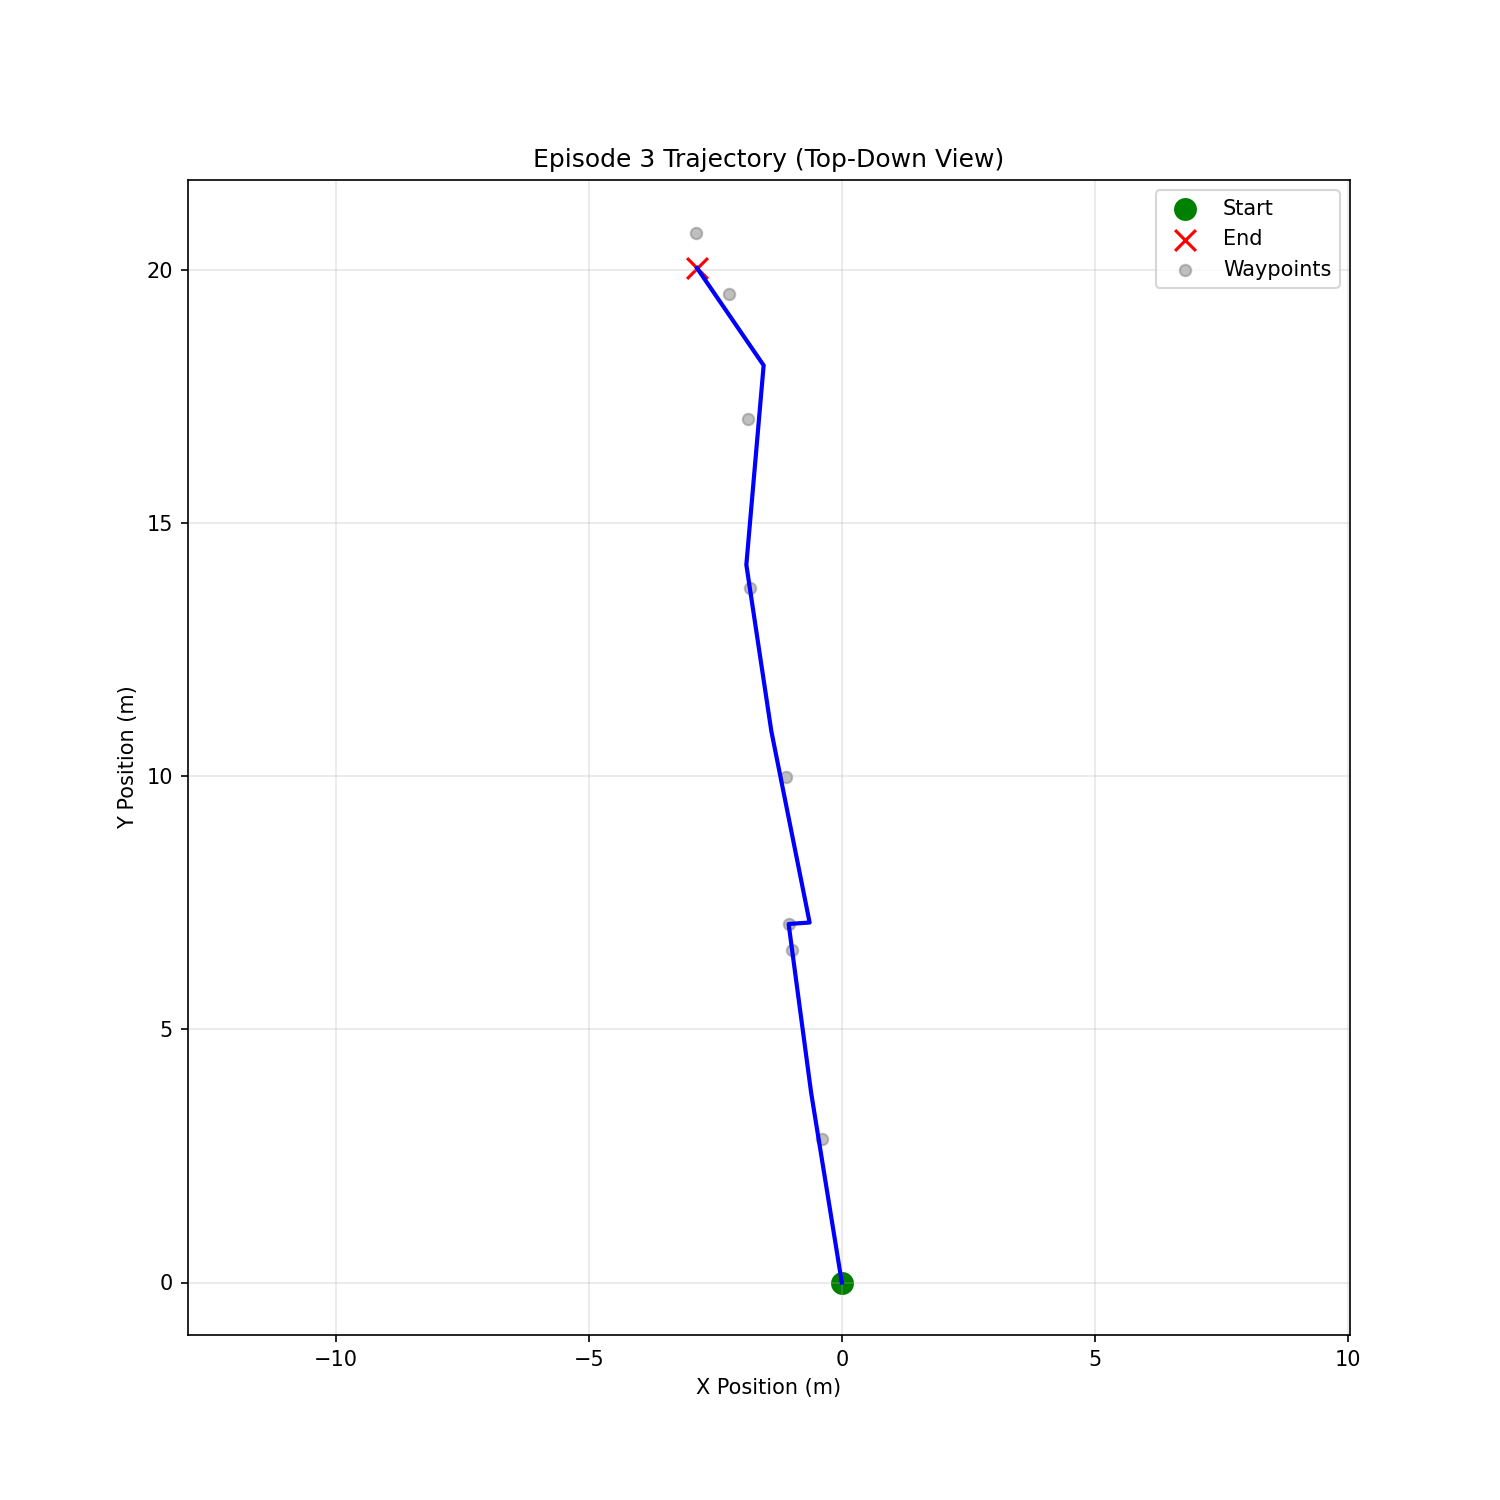 Episode 3 Trajectory (Top-Down View)
Start
End
Waypoints
20
15
10
5
0
Y Position (m)
−10
−5
0
5
10
X Position (m)